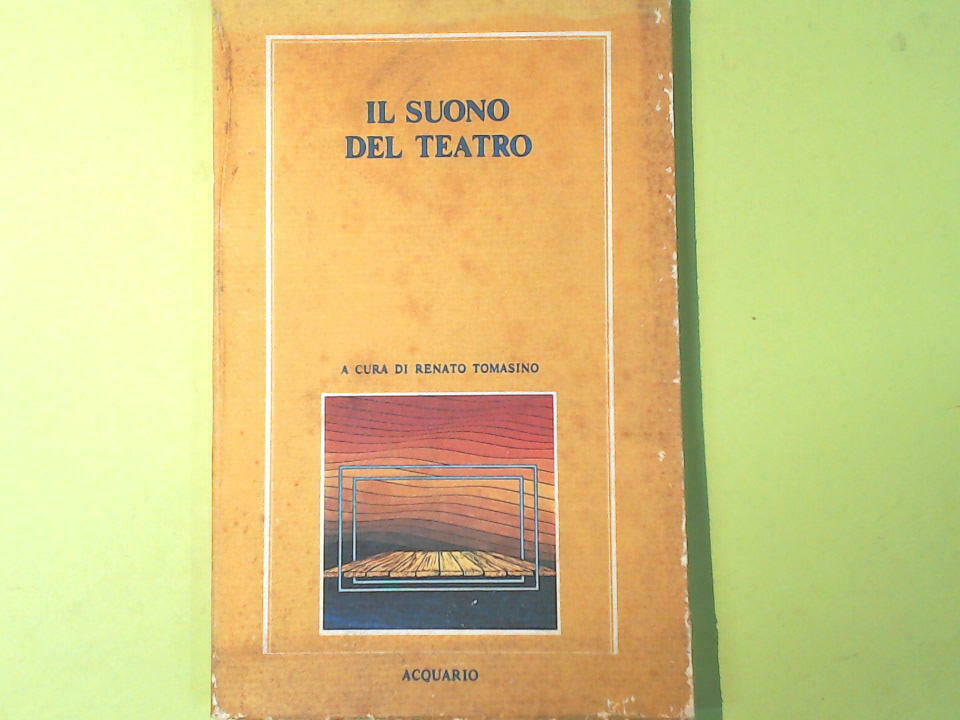 IL SUONO
DEL TEATRO
A CURA DI RENATO TOMASINO
ACQUARIO